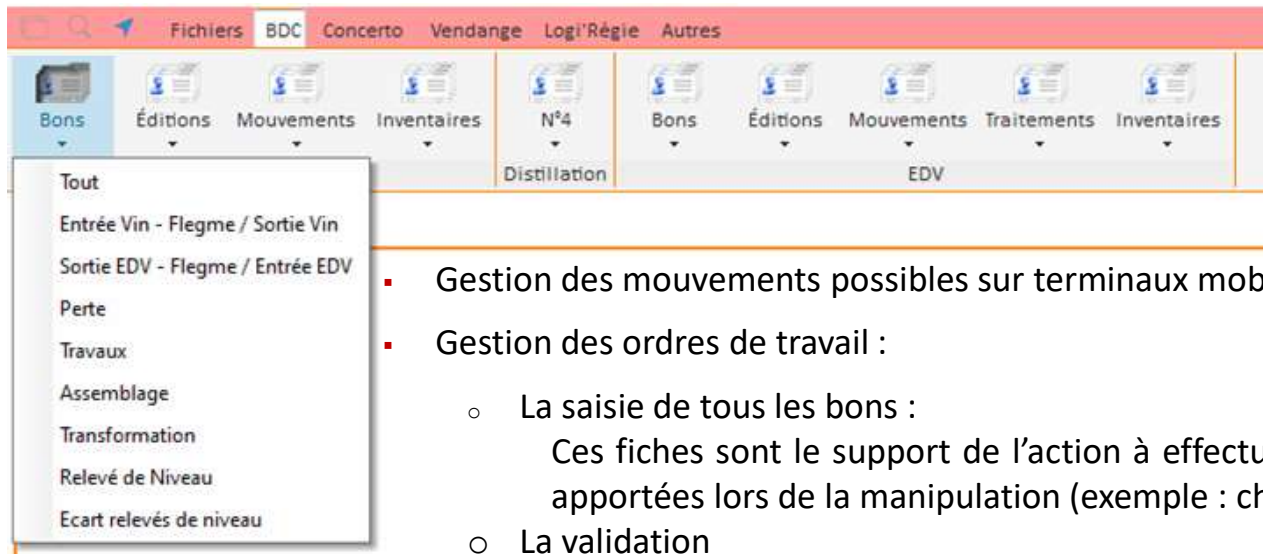 Fichiers BDC Concerto Vendange Logi'Régie Autres
Bons Éditions Mouvements Inventaires N°4 Bons Éditions Mouvements Traitements Inventaires
Distillation EDV
Tout
Entrée Vin - Flegme / Sortie Vin
Sortie EDV - Flegme / Entrée EDV
Perte
Travaux
Assemblage
Transformation
Relevé de Niveau
Ecart relevés de niveau
▪ Gestion des mouvements possibles sur terminaux mob
▪ Gestion des ordres de travail :
○ La saisie de tous les bons :
Ces fiches sont le support de l’action à effectu
apportées lors de la manipulation (exemple : ch
○ La validation